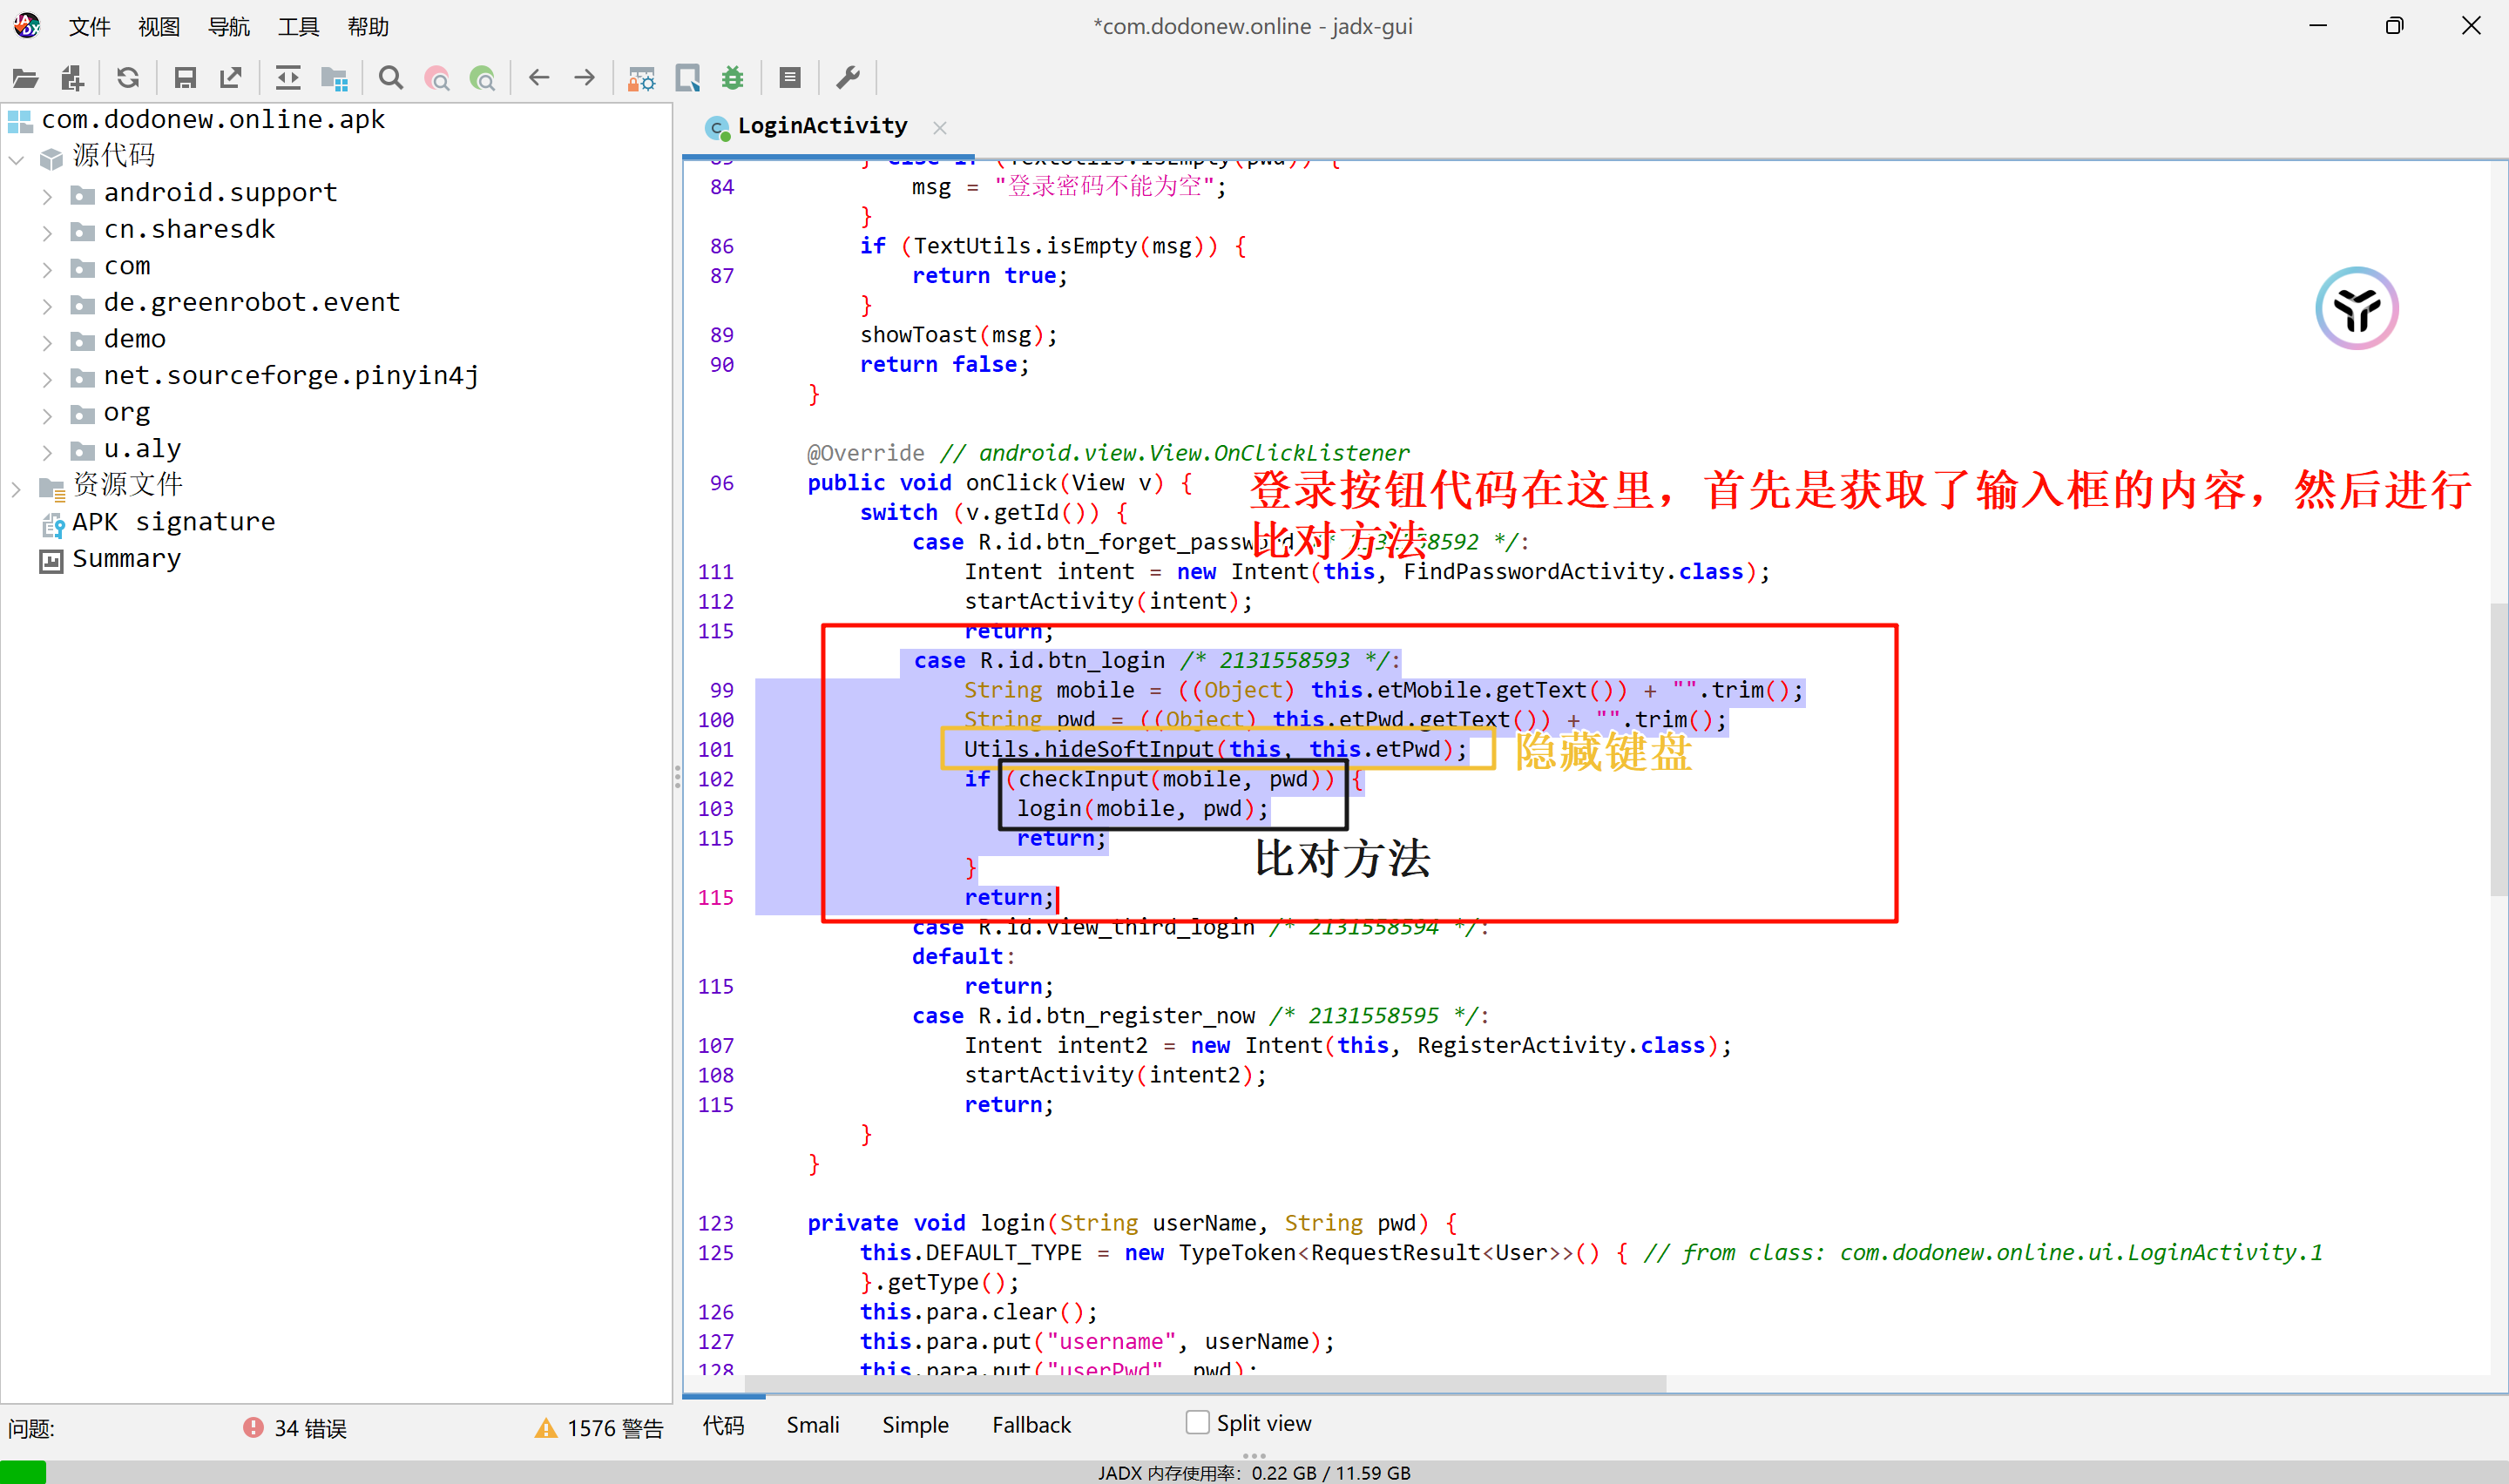 文件 视图 导航 工具 帮助
*com.dodonew.online - jadx-gui
com.dodonew.online.apk
源代码
android.support
cn.sharesdk
com
de.greenrobot.event
demo
net.sourceforge.pinyin4j
org
u.aly
资源文件
APK signature
Summary
LoginActivity
} else if (TextUtils.isEmpty(pwd)) {
84 msg = "登录密码不能为空";
}
86 if (TextUtils.isEmpty(msg)) {
87 return true;
}
89 showToast(msg);
90 return false;
}
@Override // android.view.View.OnClickListener
96 public void onClick(View v) {
登录按钮代码在这里，首先是获取了输入框的内容，然后进行
比对方法
switch (v.getId()) {
case R.id.btn_forget_password /* 2131558592 */:
111 Intent intent = new Intent(this, FindPasswordActivity.class);
112 startActivity(intent);
115 return;
case R.id.btn_login /* 2131558593 */:
99 String mobile = ((Object) this.etMobile.getText()) + "".trim();
100 String pwd = ((Object) this.etPwd.getText()) + "".trim();
101 Utils.hideSoftInput(this, this.etPwd);
隐藏键盘
102 if (checkInput(mobile, pwd)) {
103 login(mobile, pwd);
115 return;
比对方法
}
115 return;
case R.id.view_third_login /* 2131558594 */:
default:
115 return;
case R.id.btn_register_now /* 2131558595 */:
107 Intent intent2 = new Intent(this, RegisterActivity.class);
108 startActivity(intent2);
115 return;
}
}
123 private void login(String userName, String pwd) {
125 this.DEFAULT_TYPE = new TypeToken<RequestResult<User>>() { // from class: com.dodonew.online.ui.LoginActivity.1
}.getType();
126 this.para.clear();
127 this.para.put("username", userName);
128 this.para.put("userPwd", pwd);
问题: 34 错误 1576 警告
代码 Smali Simple Fallback Split view
JADX 内存使用率：0.22 GB / 11.59 GB